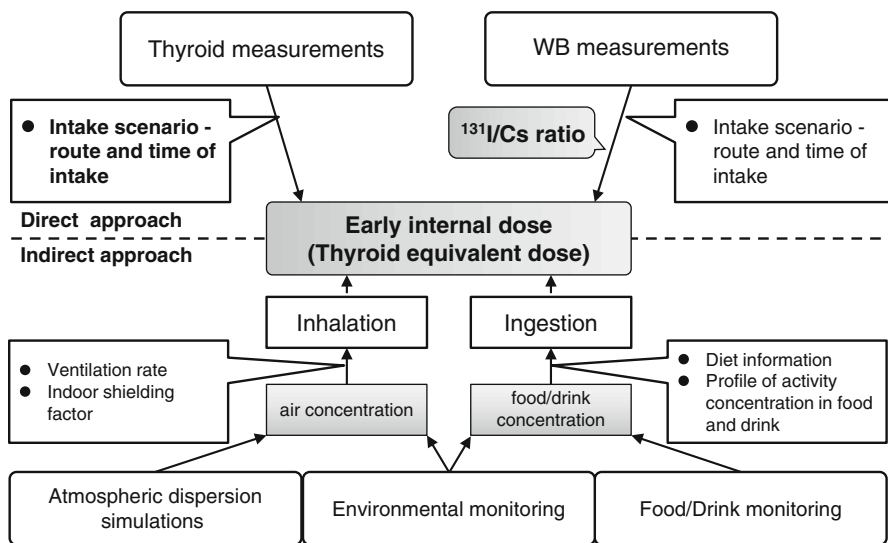 Thyroid measurements
WB measurements
● Intake scenario -
route and time of
intake
¹³¹I/Cs ratio
● Intake scenario -
route and time of
intake
Direct approach
Early internal dose
(Thyroid equivalent dose)
Indirect approach
Inhalation
Ingestion
● Ventilation rate
● Indoor shielding
factor
● Diet information
● Profile of activity
concentration in food
and drink
air concentration
food/drink
concentration
Atmospheric dispersion
simulations
Environmental monitoring
Food/Drink monitoring